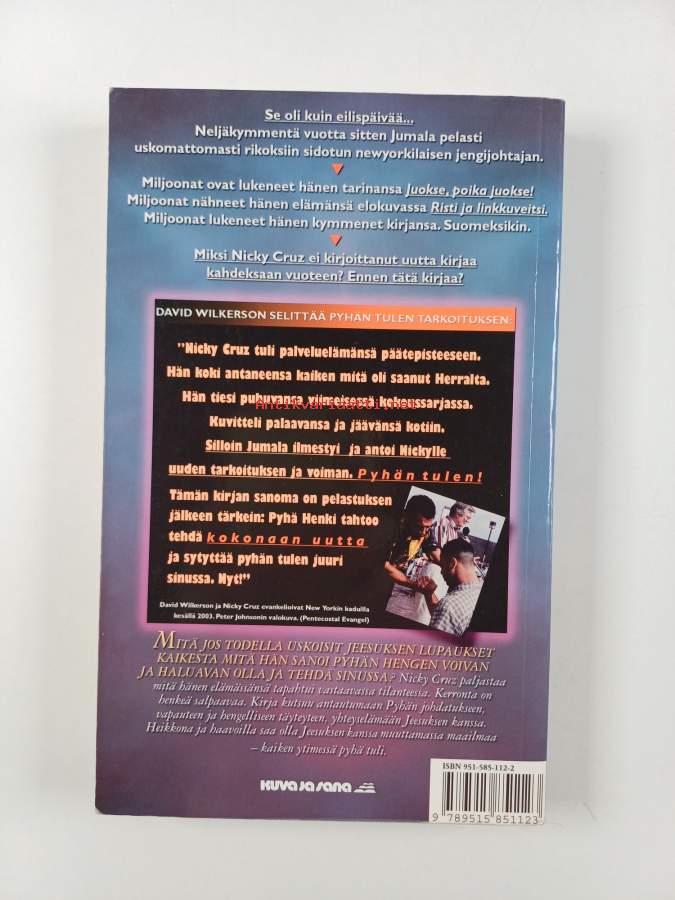 Se oli kuin eilispäivää...
Neljäkymmentä vuotta sitten Jumala pelasti
uskomattomasti rikoksiin sidotun newyorkilaisen jengijohtajan.
Miljoonat ovat lukeneet hänen tarinansa Juokse, poika juokse!
Miljoonat nähneet hänen elämänsä elokuvassa Risti ja linkkuveitsi.
Miljoonat lukeneet hänen kymmenet kirjansa. Suomeksikin.
Miksi Nicky Cruz ei kirjoittanut uutta kirjaa
kahdeksaan vuoteen? Ennen tätä kirjaa?
DAVID WILKERSON SELITTÄÄ PYHÄN TULEN TARKOITUKSEN:
"Nicky Cruz tuli palveluelämänsä päätepisteeseen.
Hän koki antaneensa kaiken mitä oli saanut Herralta.
Hän tiesi puhuvansa viimeisessä kokoussarjassa.
Antikvariaatti.net
Kuvitteli palaavansa ja jäävänsä kotiin.
Silloin Jumala ilmestyi ja antoi Nickylle
uuden tarkoituksen ja voiman. Pyhän tulen!
Tämän kirjan sanoma on pelastuksen
jälkeen tärkein: Pyhä Henki tahtoo
tehdä kokonaan uutta
ja sytyttää pyhän tulen juuri
sinussa. Nyt!"
David Wilkerson ja Nicky Cruz evankelioivat New Yorkin kaduilla
kesällä 2003. Peter Johnsonin valokuva. (Pentecostal Evangel)
MITÄ JOS TODELLA USKOISIT JEESUKSEN LUPAUKSET
KAIKESTA MITÄ HÄN SANOI PYHÄN HENGEN VOIVAN
JA HALUAVAN OLLA JA TEHDÄ SINUSSA? Nicky Cruz paljastaa
mitä hänen elämässänsä tapahtui vastaavassa tilanteessa. Kerronta on
henkeä salpaavaa. Kirja kutsuu antautumaan Pyhän johdatukseen,
vapauteen ja hengelliseen täyteyteen, yhteyselämään Jeesuksen kanssa.
Heikkona ja haavoilla saa olla Jeesuksen kanssa muuttamassa maailmaa
– kaiken ytimessä pyhä tuli.
ISBN 951-585-112-2
kuva ja sana
9 789515 851123